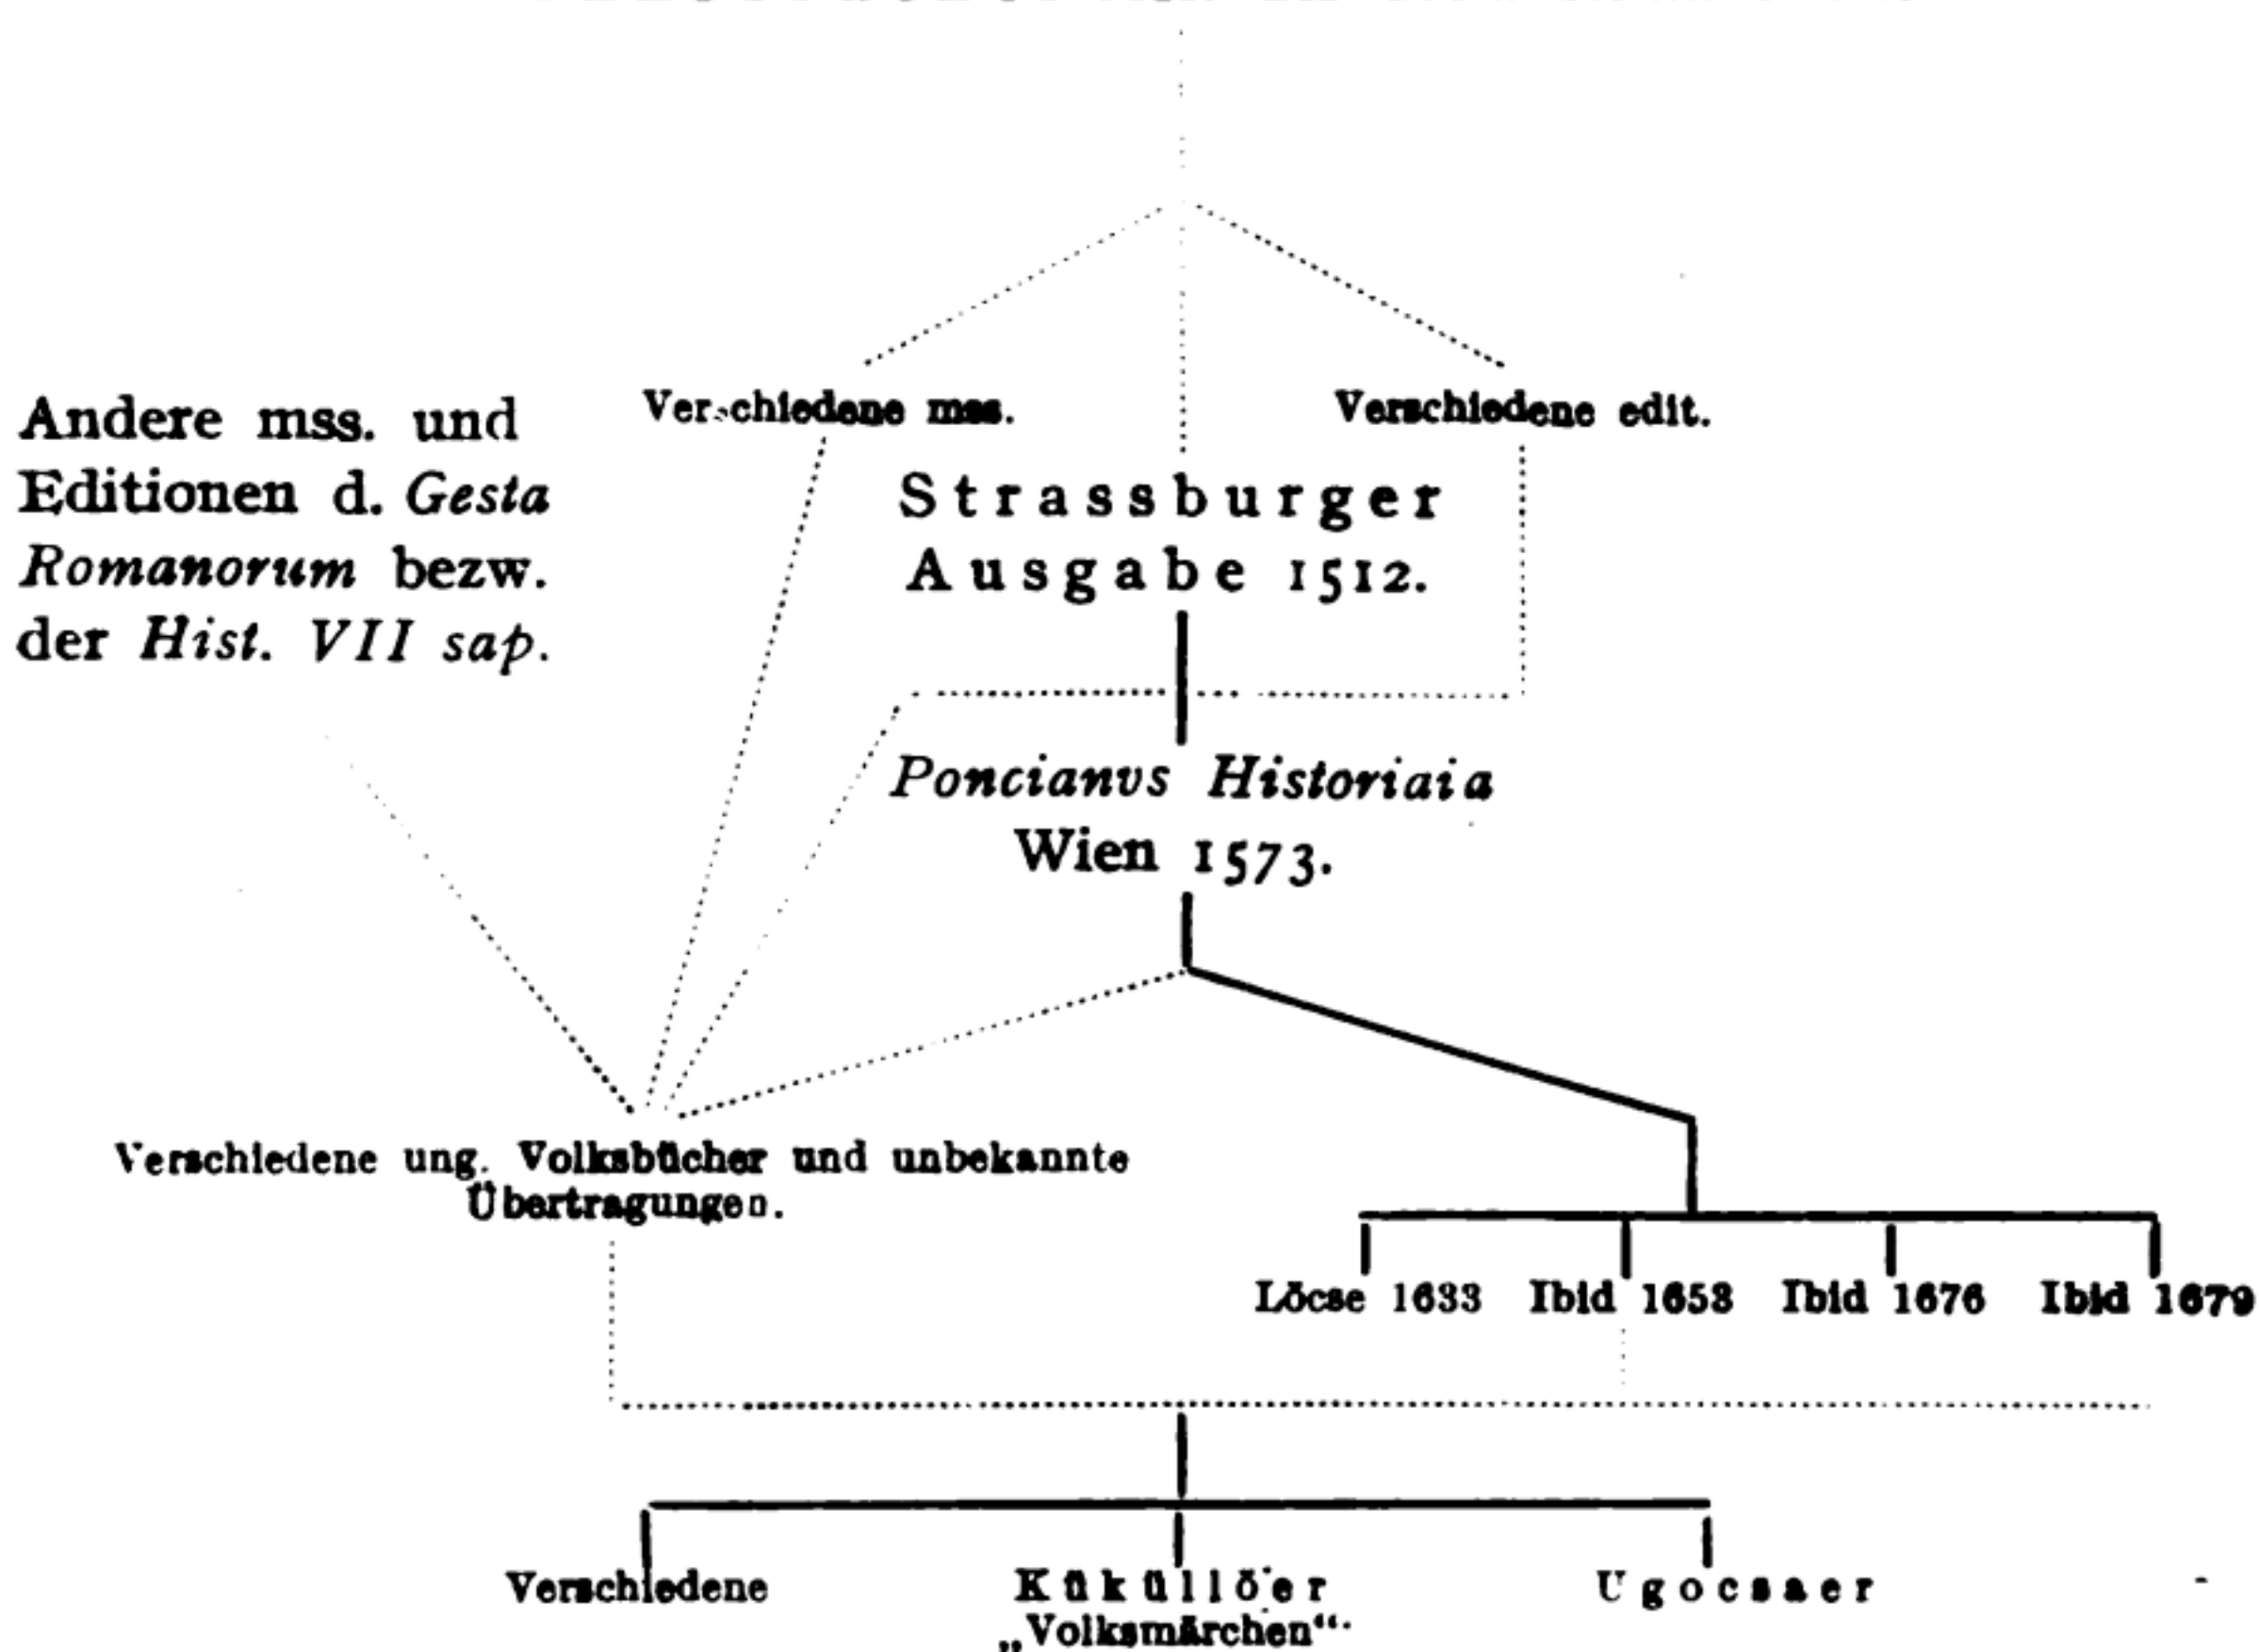 Verschiedene mss.
Verschiedene edit.
Andere mss. und
Editionen d. Gesta
Romanorum bezw.
der Hist. VII sap.
Strassburger
Ausgabe 1512.
Poncianvs Historiaia
Wien 1573.
Verschiedene ung. Volksbücher und unbekannte
Übertragungen.
Löcse 1633 Ibid 1658 Ibid 1676 Ibid 1679
Verschiedene Küküllöer Ugocsaer
„Volksmärchen“.